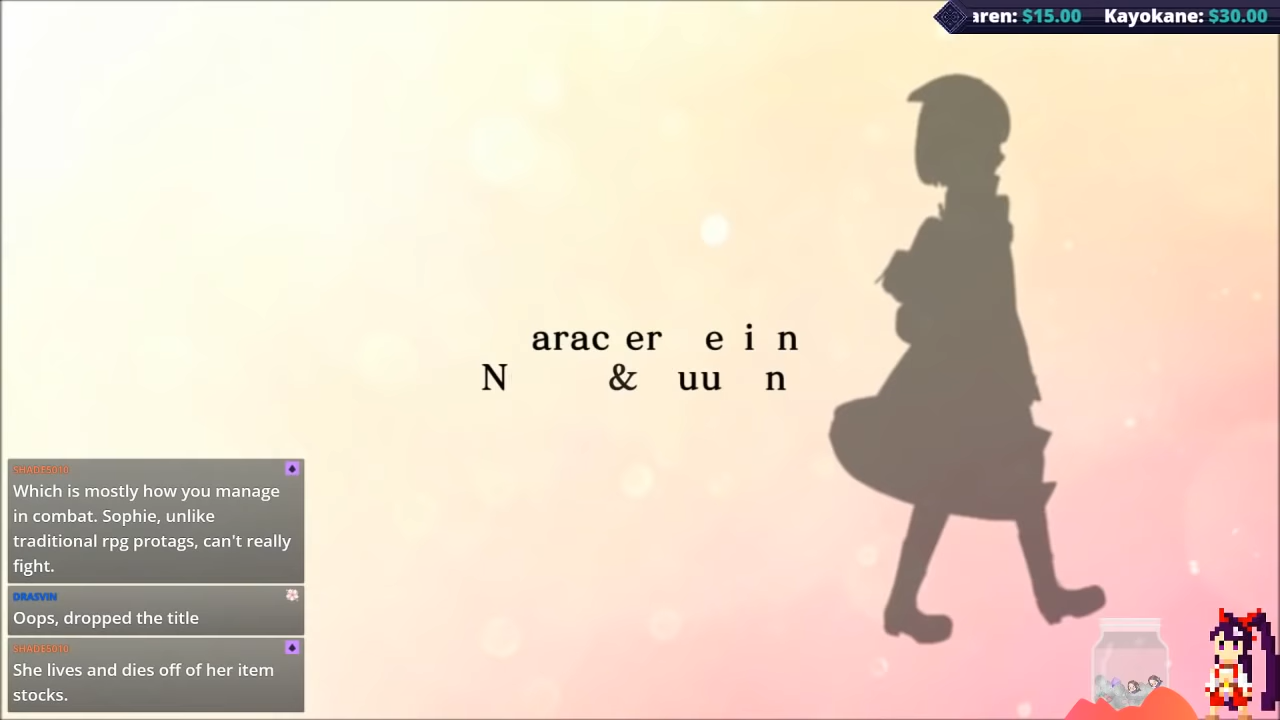 aren: $15.00 Kayokane: $30.00
arac er e i n
N & uu n
SHADE5010
Which is mostly how you manage
in combat. Sophie, unlike
traditional rpg protags, can't really
fight.
DRASVIN
Oops, dropped the title
SHADE5010
She lives and dies off of her item
stocks.